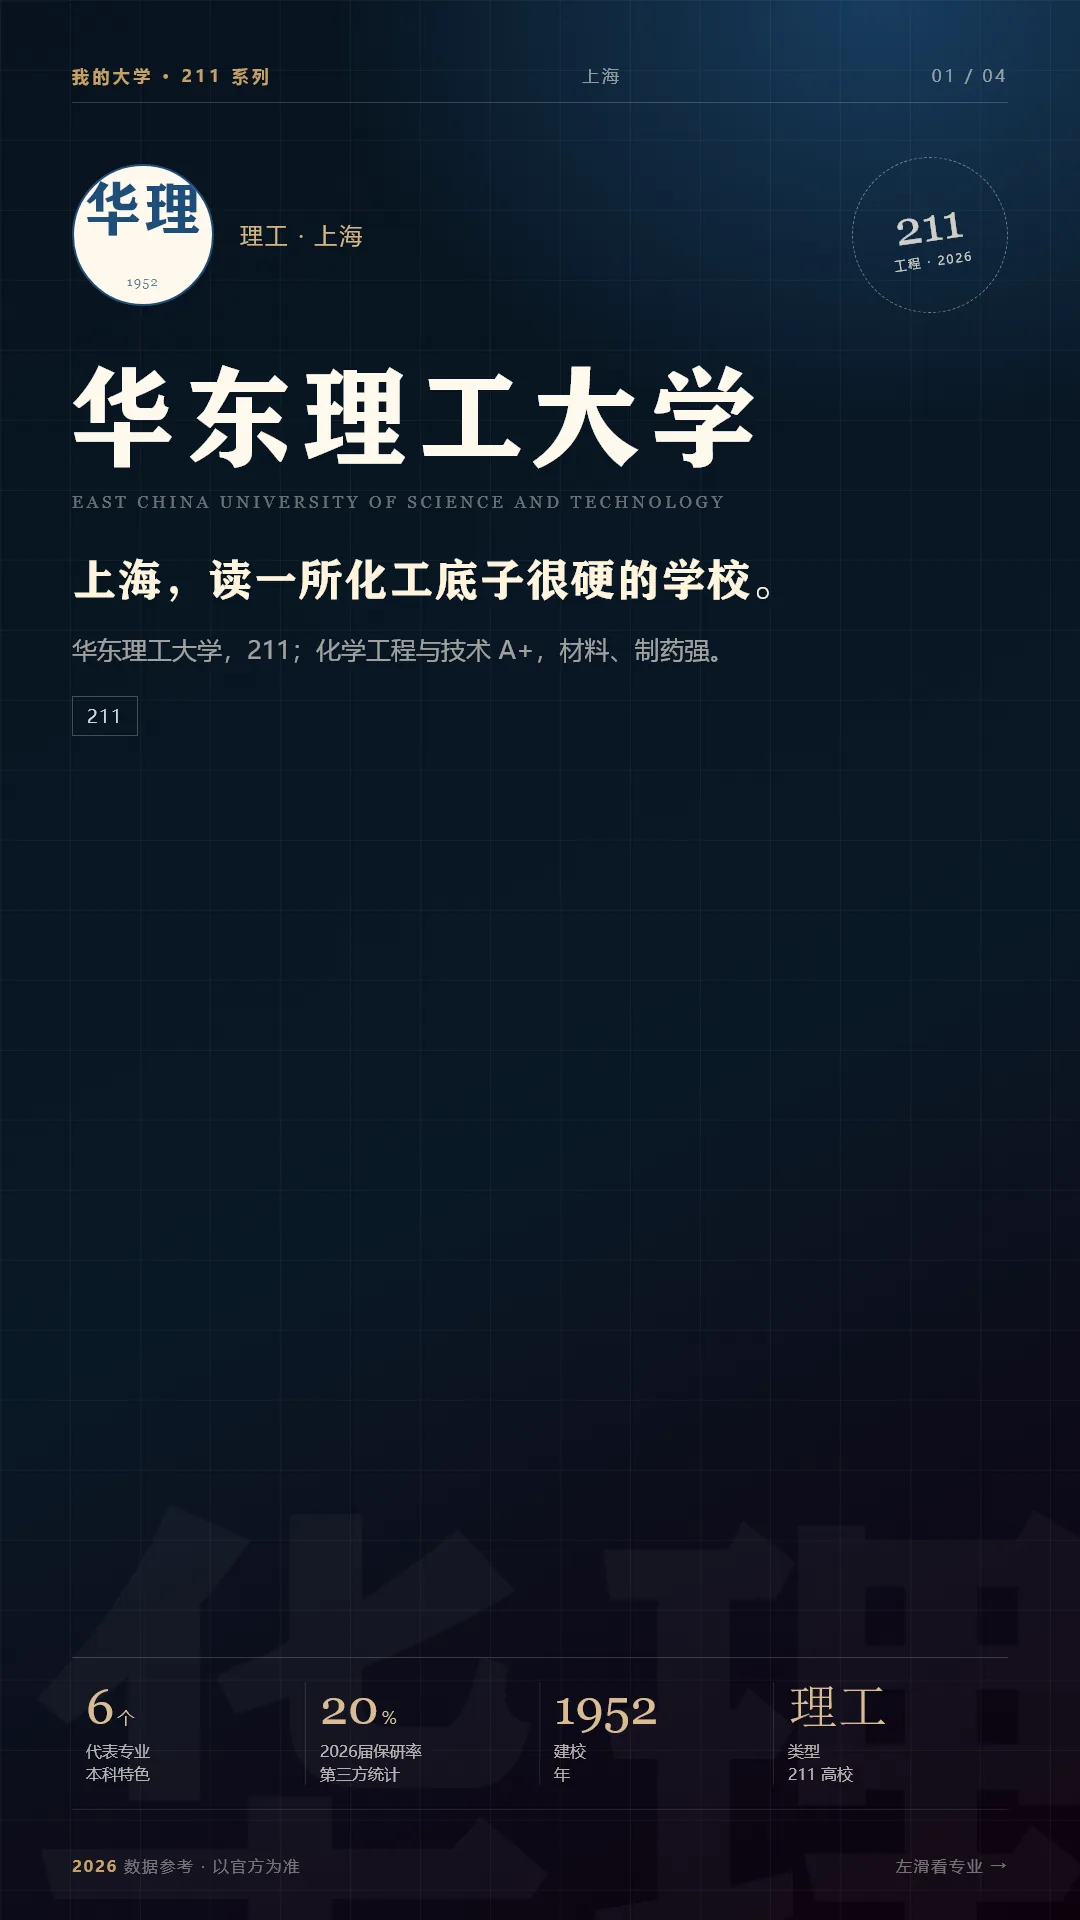 我的大学 · 211 系列
上海
01 / 04
华理
1952
理工 · 上海
211
工程 · 2026
华东理工大学
EAST CHINA UNIVERSITY OF SCIENCE AND TECHNOLOGY
上海，读一所化工底子很硬的学校。
华东理工大学，211；化学工程与技术 A+，材料、制药强。
211
华理
6个
代表专业
本科特色
20%
2026届保研率
第三方统计
1952
建校
年
理工
类型
211 高校
2026 数据参考 · 以官方为准
左滑看专业 →